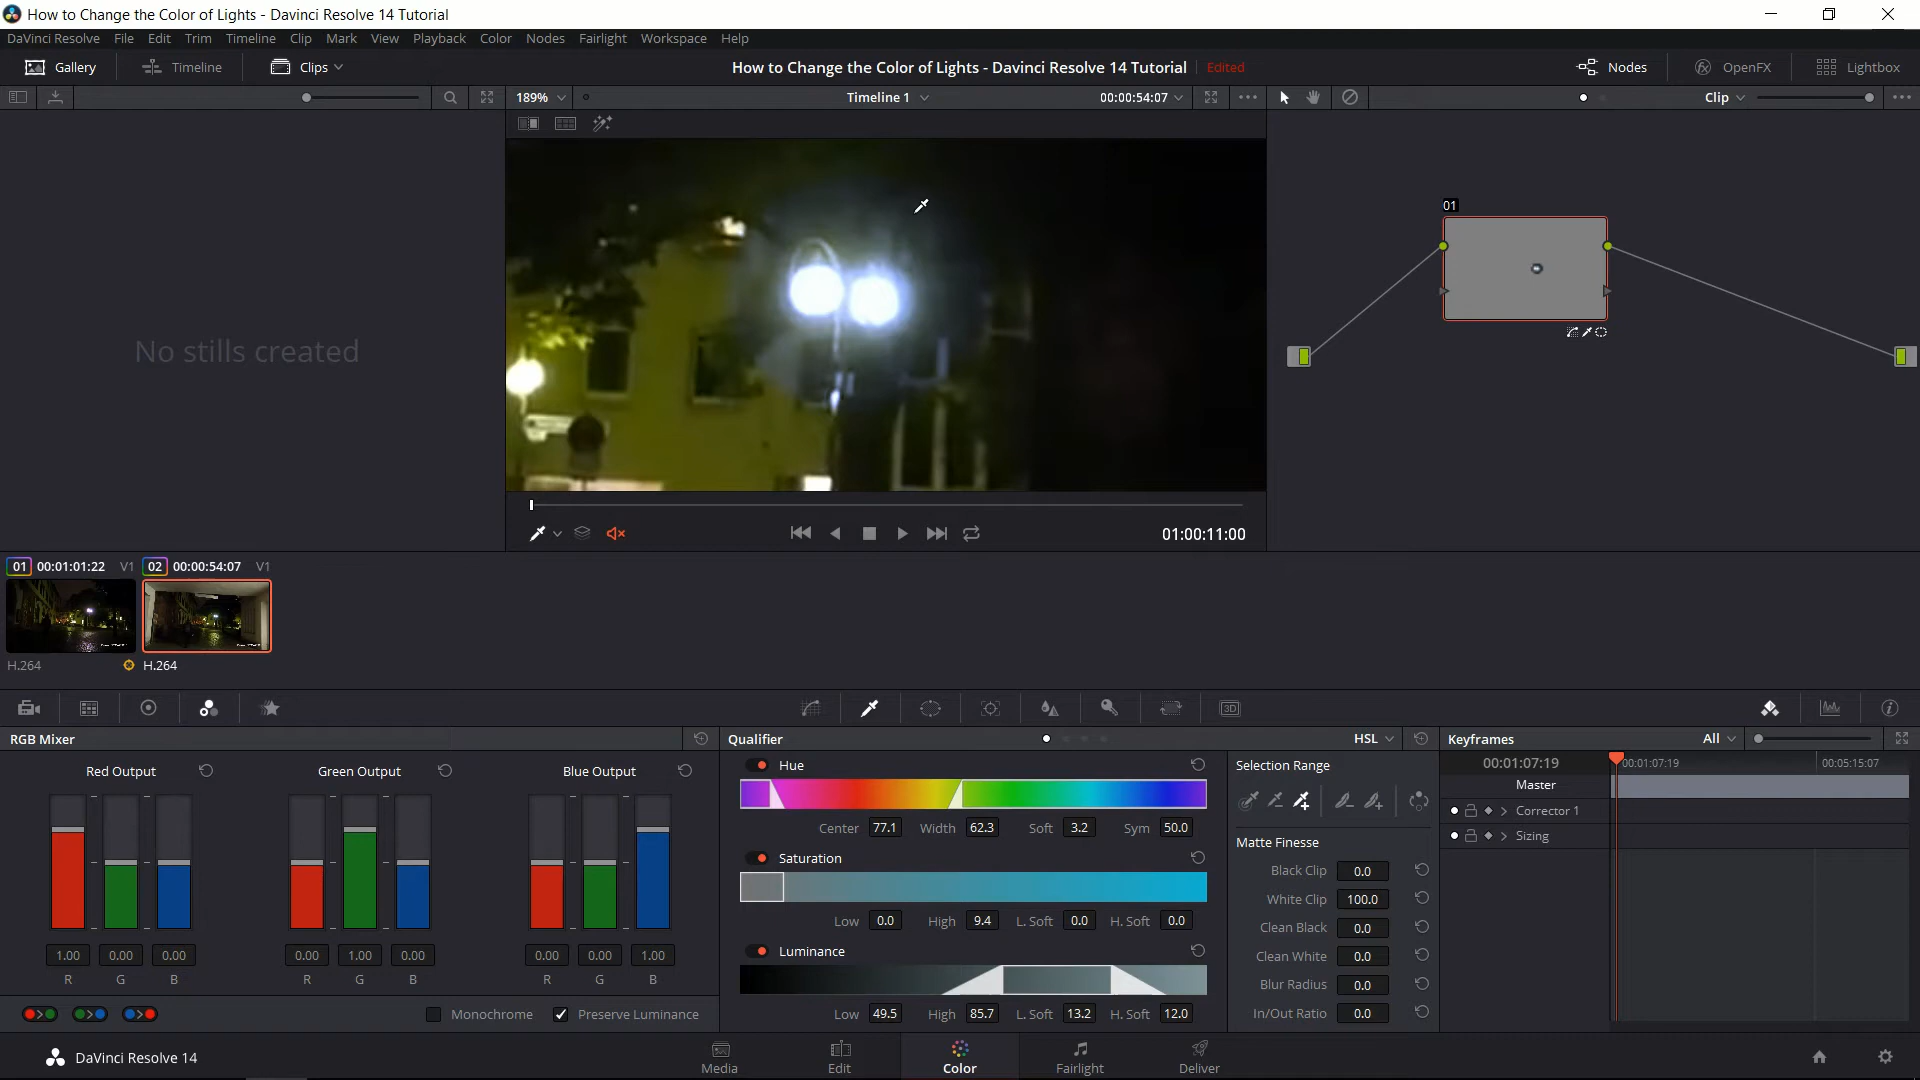 How to Change the Color of Lights - Davinci Resolve 14 Tutorial
DaVinci Resolve File Edit Trim Timeline Clip Mark View Playback Color Nodes Fairlight Workspace Help
Gallery Timeline Clips How to Change the Color of Lights - Davinci Resolve 14 Tutorial Edited Nodes OpenFX Lightbox
189% Timeline 1 00:00:54:07 Clip
01
No stills created
01:00:11:00
01 00:01:01:22 V1 02 00:00:54:07 V1
H.264 H.264
3D
RGB Mixer Qualifier HSL Keyframes All
Red Output Green Output Blue Output Hue Selection Range 00:01:07:19 00:01:07:19 00:05:15:07
Master
Corrector 1
Center 77.1 Width 62.3 Soft 3.2 Sym 50.0
Sizing
Matte Finesse
Saturation
Black Clip 0.0
White Clip 100.0
Low 0.0 High 9.4 L. Soft 0.0 H. Soft 0.0
Clean Black 0.0
1.00 0.00 0.00 0.00 1.00 0.00 0.00 0.00 1.00
Luminance
Clean White 0.0
R G B R G B R G B
Blur Radius 0.0
Monochrome Preserve Luminance
Low 49.5 High 85.7 L. Soft 13.2 H. Soft 12.0
In/Out Ratio 0.0
DaVinci Resolve 14 Media Edit Color Fairlight Deliver